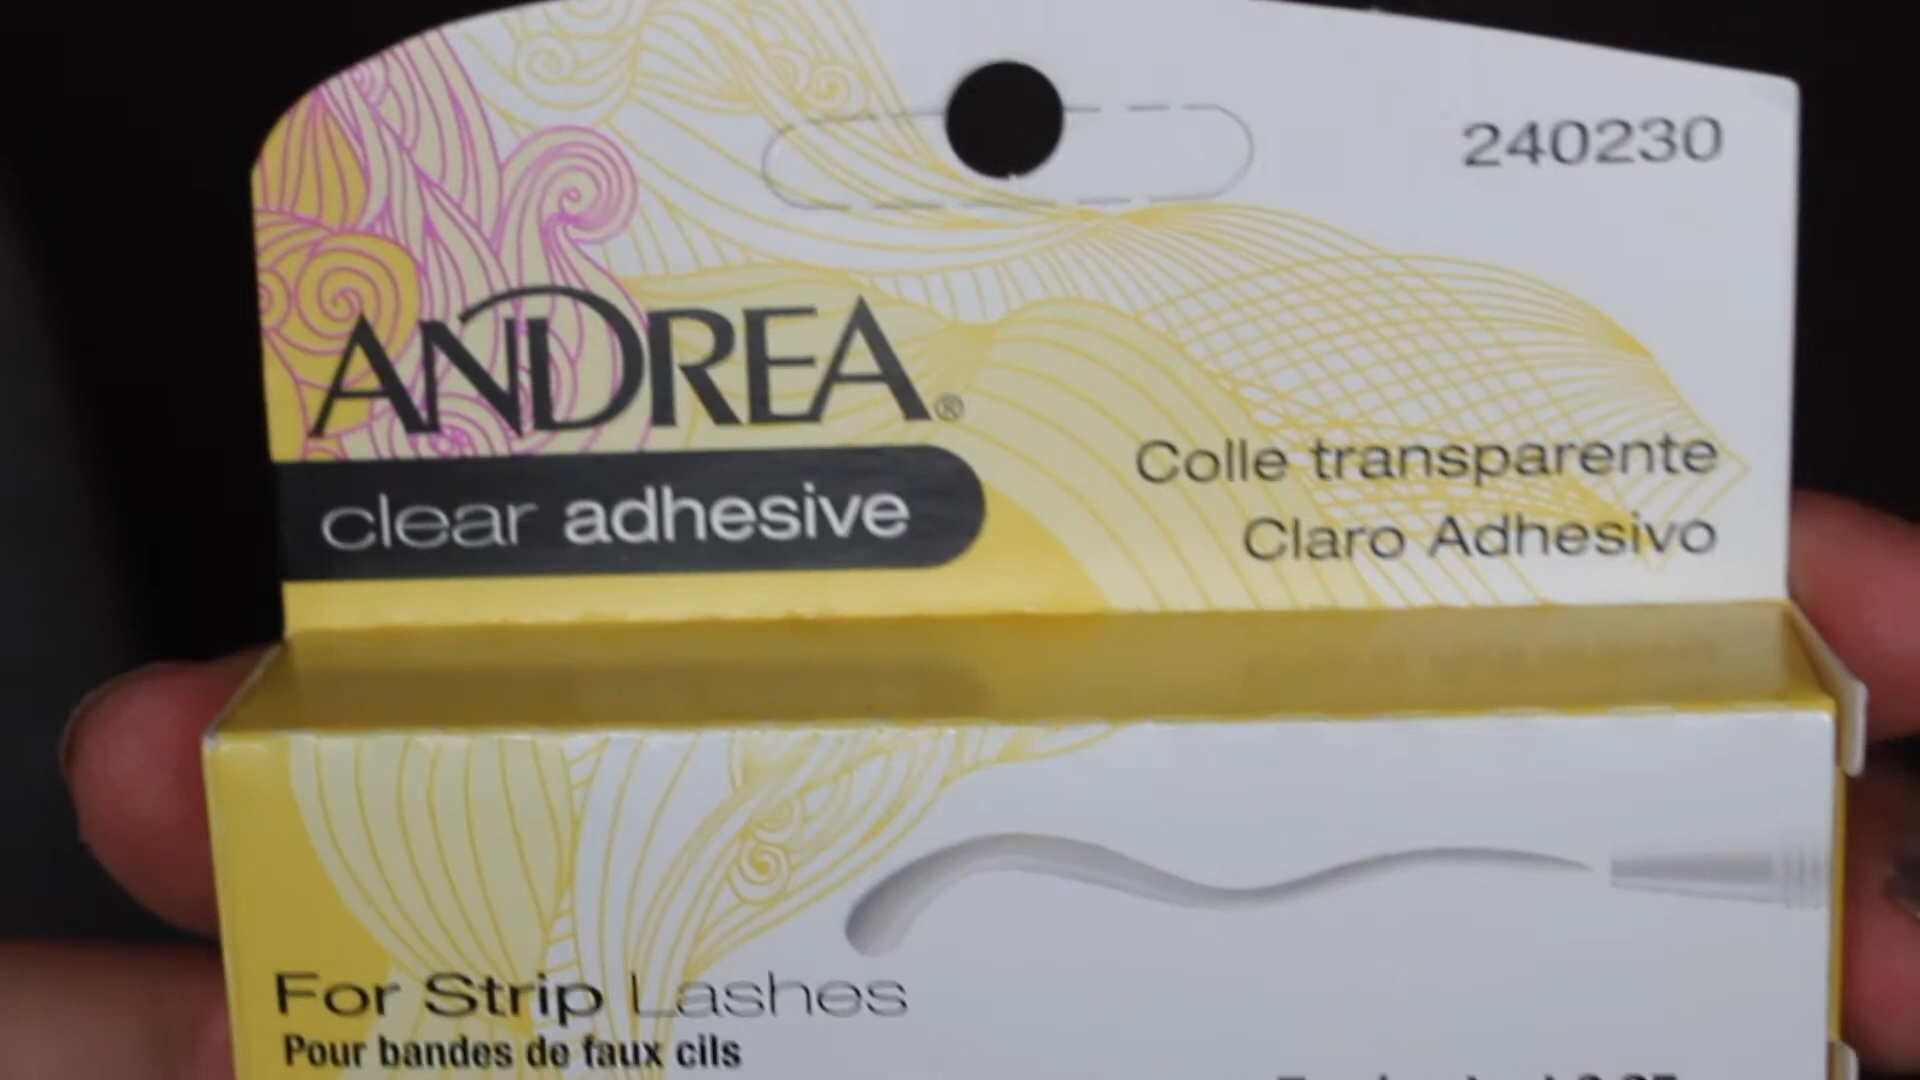 240230
ANDREA®
clear adhesive
Colle transparente
Claro Adhesivo
For Strip Lashes
Pour bandes de faux cils